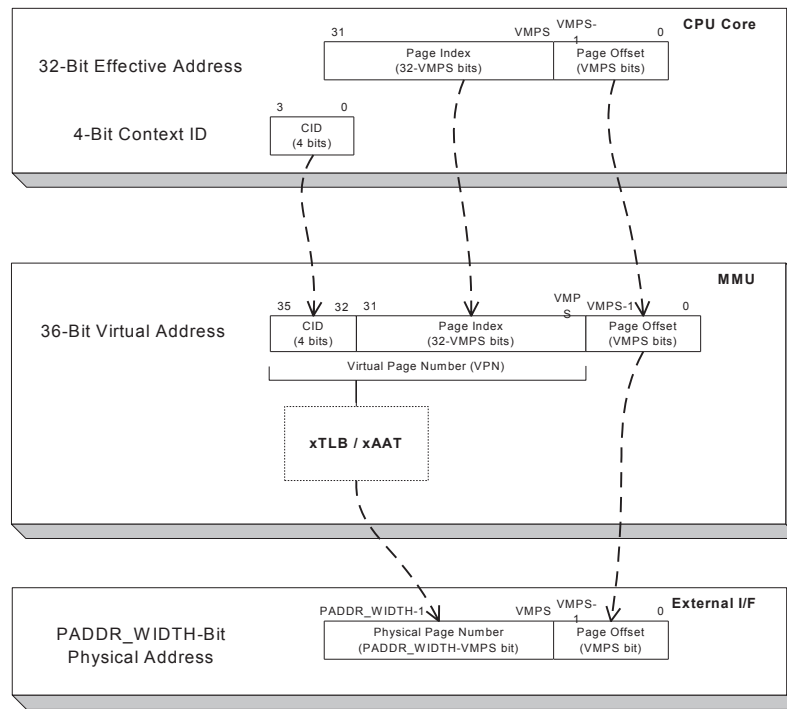 CPU Core
31 VMPS VMPS-1 0
32-Bit Effective Address
Page Index
(32-VMPS bits)
Page Offset
(VMPS bits)
3 0
4-Bit Context ID
CID
(4 bits)
MMU
35 32 31 VMPS VMPS-1 0
36-Bit Virtual Address
CID
(4 bits)
Page Index
(32-VMPS bits)
Page Offset
(VMPS bits)
Virtual Page Number (VPN)
xTLB / xAAT
External I/F
PADDR_WIDTH-1 VMPS VMPS-1 0
PADDR_WIDTH-Bit
Physical Address
Physical Page Number
(PADDR_WIDTH-VMPS bit)
Page Offset
(VMPS bit)